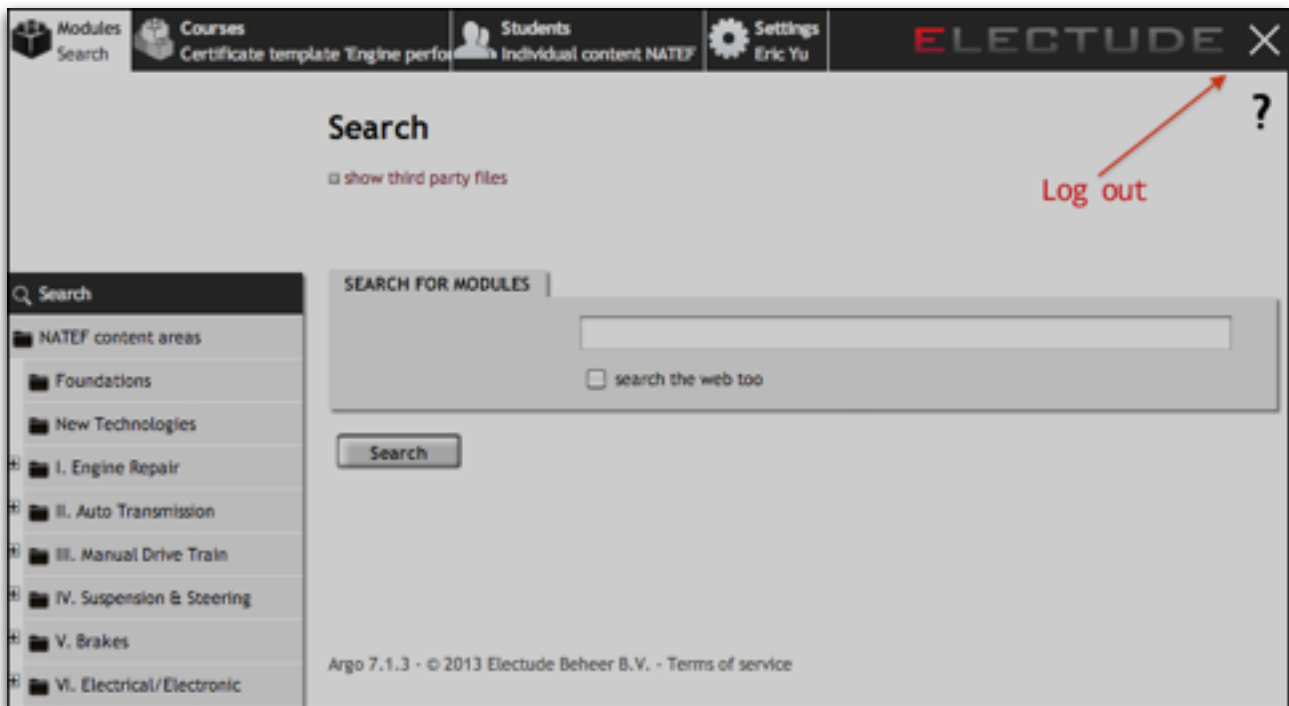 Modules
Search
Courses
Certificate template 'Engine perfo
Students
Individual content NATEF
Settings
Eric Yu
ELECTUDE
?
Log out
Search
show third party files
Search
SEARCH FOR MODULES
NATEF content areas
search the web too
Foundations
New Technologies
Search
I. Engine Repair
II. Auto Transmission
III. Manual Drive Train
IV. Suspension & Steering
V. Brakes
VI. Electrical/Electronic
Argo 7.1.3 - © 2013 Electude Beheer B.V. - Terms of service